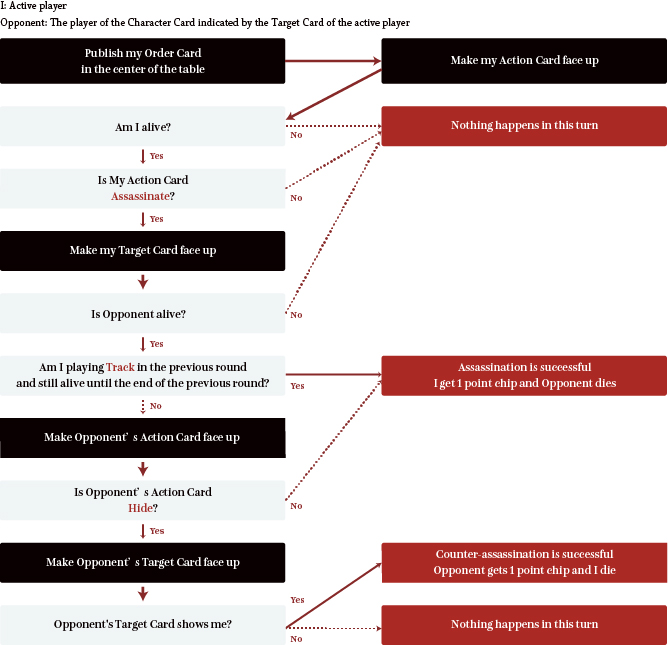 I: Active player
Opponent: The player of the Character Card indicated by the Target Card of the active player
Publish my Order Card
in the center of the table
Make my Action Card face up
Am I alive?
No
Nothing happens in this turn
Yes
Is My Action Card
Assassinate?
No
Yes
Make my Target Card face up
Is Opponent alive?
No
Yes
Am I playing Track in the previous round
and still alive until the end of the previous round?
Yes
Assassination is successful
I get 1 point chip and Opponent dies
No
Make Opponent’ s Action Card face up
Is Opponent’ s Action Card
Hide?
No
Yes
Make Opponent’ s Target Card face up
Counter-assassination is successful
Opponent gets 1 point chip and I die
Yes
Opponent's Target Card shows me?
No
Nothing happens in this turn